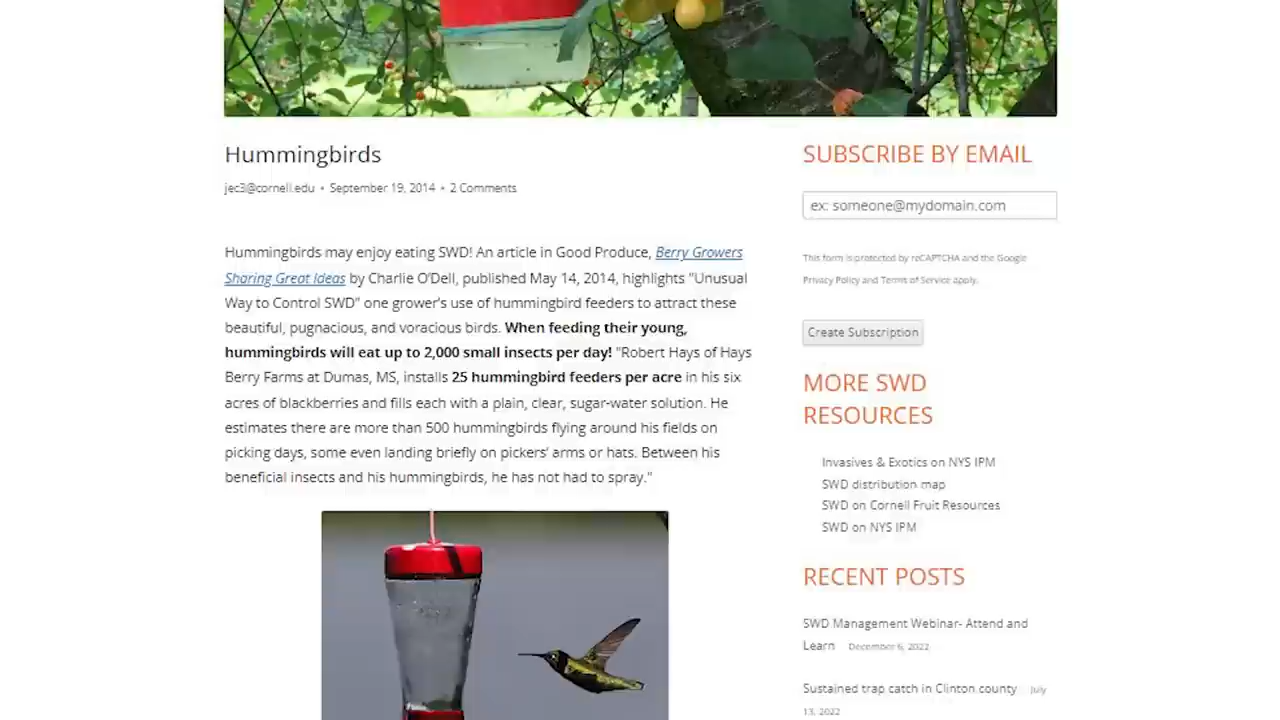 Hummingbirds
jec3@cornell.edu • September 19, 2014 • 2 Comments
Hummingbirds may enjoy eating SWD! An article in Good Produce, Berry Growers
Sharing Great Ideas by Charlie O'Dell, published May 14, 2014, highlights "Unusual
Way to Control SWD" one grower's use of hummingbird feeders to attract these
beautiful, pugnacious, and voracious birds. When feeding their young,
hummingbirds will eat up to 2,000 small insects per day! "Robert Hays of Hays
Berry Farms at Dumas, MS, installs 25 hummingbird feeders per acre in his six
acres of blackberries and fills each with a plain, clear, sugar-water solution. He
estimates there are more than 500 hummingbirds flying around his fields on
picking days, some even landing briefly on pickers' arms or hats. Between his
beneficial insects and his hummingbirds, he has not had to spray."
SUBSCRIBE BY EMAIL
ex: someone@mydomain.com
This form is protected by reCAPTCHA and the Google
Privacy Policy and Terms of Service apply.
Create Subscription
MORE SWD
RESOURCES
Invasives & Exotics on NYS IPM
SWD distribution map
SWD on Cornell Fruit Resources
SWD on NYS IPM
RECENT POSTS
SWD Management Webinar- Attend and
Learn December 6, 2022
Sustained trap catch in Clinton county July
13, 2022